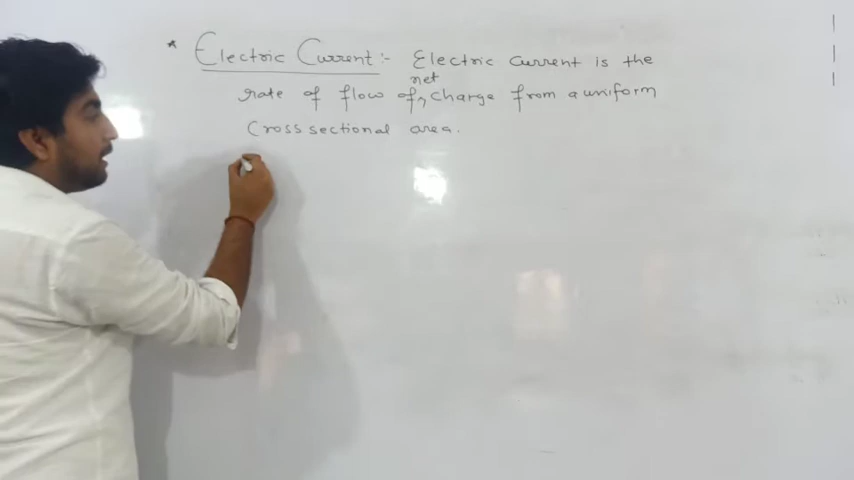 * Electric Current :- Electric Current is the
rate of flow of net charge from a uniform
Cross sectional area.